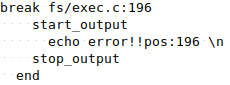 break fs/exec.c:196
start_output
echo error!!pos:196 \n
stop_output
end